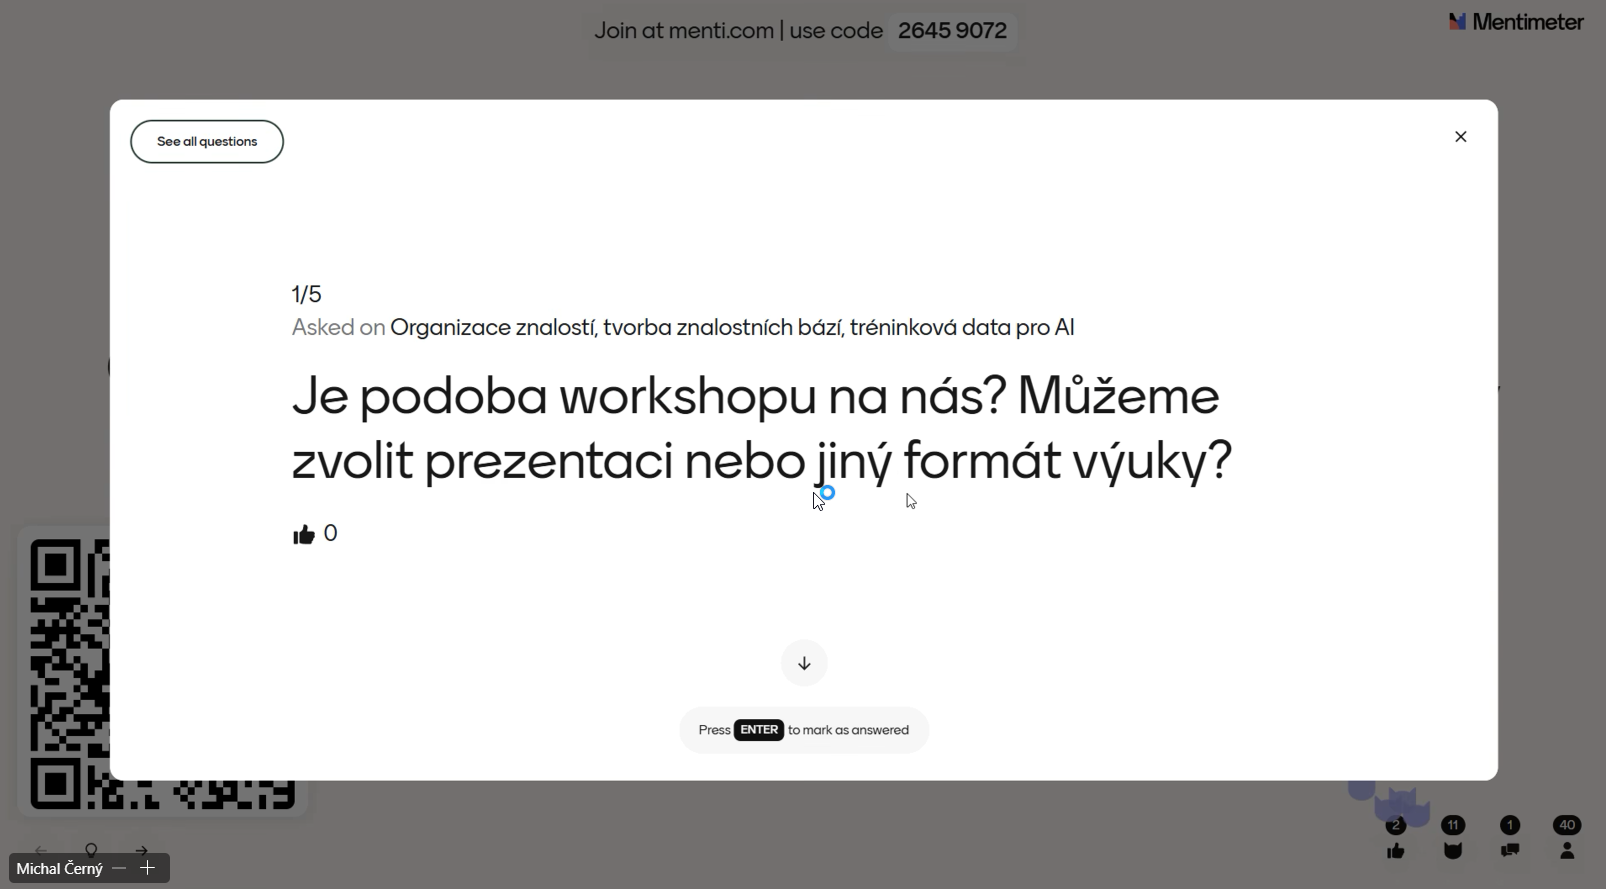 Join at menti.com | use code 2645 9072
Mentimeter
See all questions
1/5
Asked on Organizace znalostí, tvorba znalostních bází, tréninková data pro AI
Je podoba workshopu na nás? Můžeme
zvolit prezentaci nebo jiný formát výuky?
0
Press ENTER to mark as answered
2 11 1 40
Michal Černý